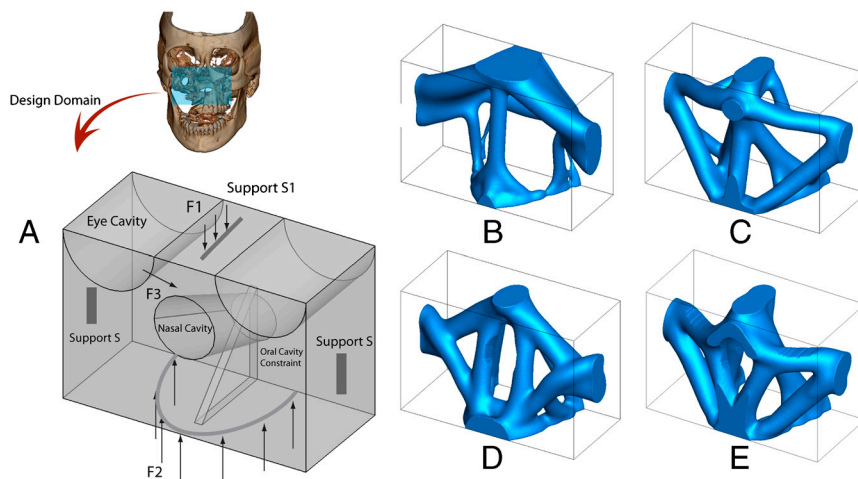 Design Domain
A
Support S1
Eye Cavity
F1
F3
Nasal Cavity
Support S
Oral Cavity
Constraint
Support S
F2
B
C
D
E